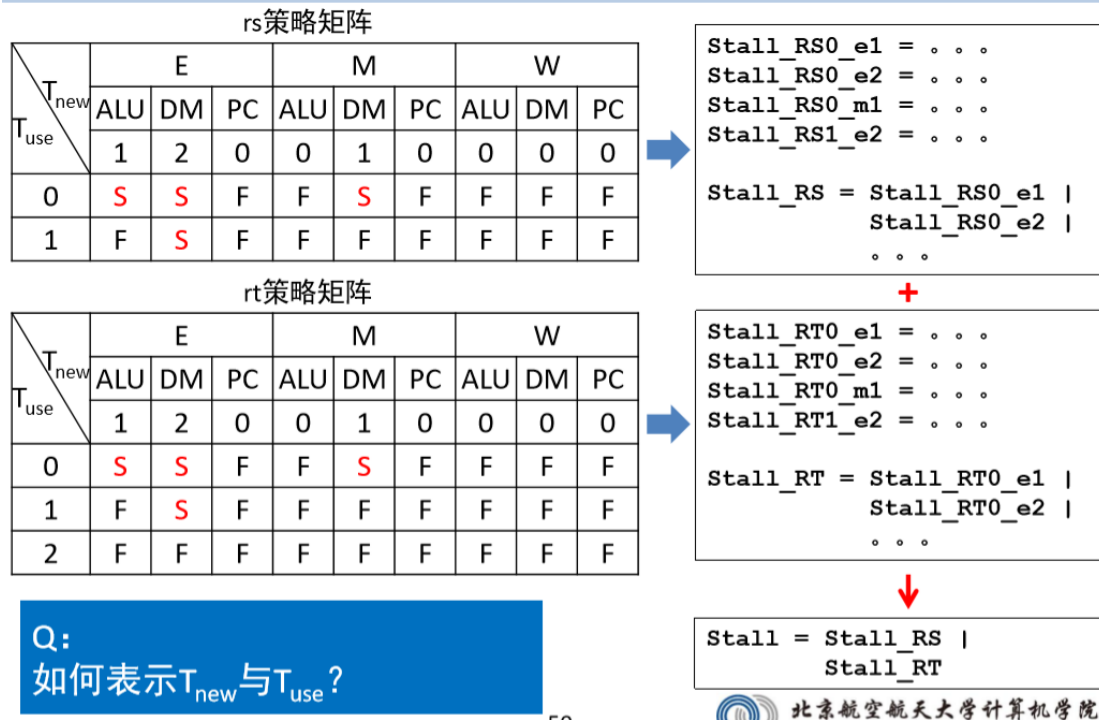 rs策略矩阵
Tnew
Tuse
E M W
ALU DM PC ALU DM PC ALU DM PC
1 2 0 0 1 0 0 0 0
0 S S F F S F F F F
1 F S F F F F F F F
rt策略矩阵
Tnew
Tuse
E M W
ALU DM PC ALU DM PC ALU DM PC
1 2 0 0 1 0 0 0 0
0 S S F F S F F F F
1 F S F F F F F F F
2 F F F F F F F F F
Q：
如何表示Tnew与Tuse？
Stall_RS0_e1 = 。。。
Stall_RS0_e2 = 。。。
Stall_RS0_m1 = 。。。
Stall_RS1_e2 = 。。。
Stall_RS = Stall_RS0_e1 |
Stall_RS0_e2 |
。。。
+
Stall_RT0_e1 = 。。。
Stall_RT0_e2 = 。。。
Stall_RT0_m1 = 。。。
Stall_RT1_e2 = 。。。
Stall_RT = Stall_RT0_e1 |
Stall_RT0_e2 |
。。。
Stall = Stall_RS |
Stall_RT
北京航空航天大学计算机学院